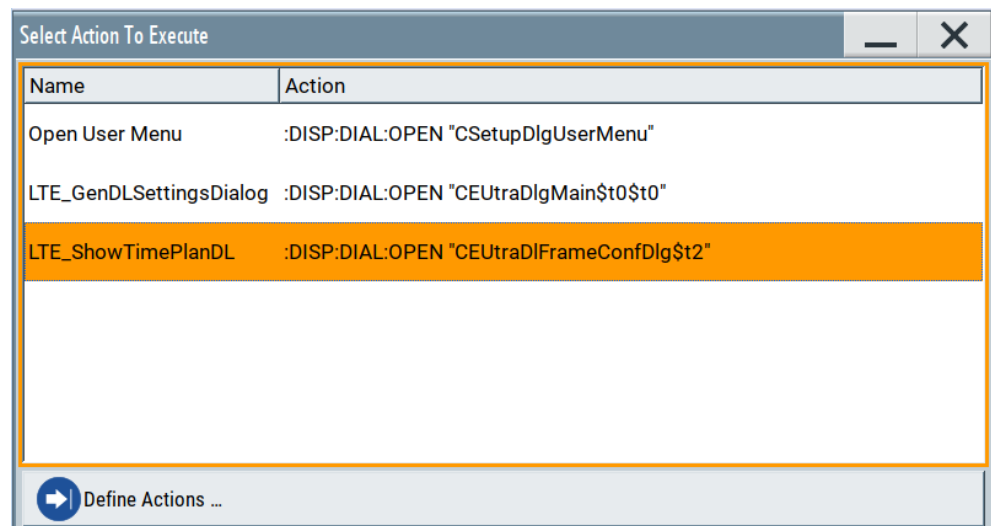 Select Action To Execute
Name Action
Open User Menu :DISP:DIAL:OPEN "CSetupDlgUserMenu"
LTE_GenDLSettingsDialog :DISP:DIAL:OPEN "CEUtraDlgMain$t0$t0"
LTE_ShowTimePlanDL :DISP:DIAL:OPEN "CEUtraDlFrameConfDlg$t2"
Define Actions ...